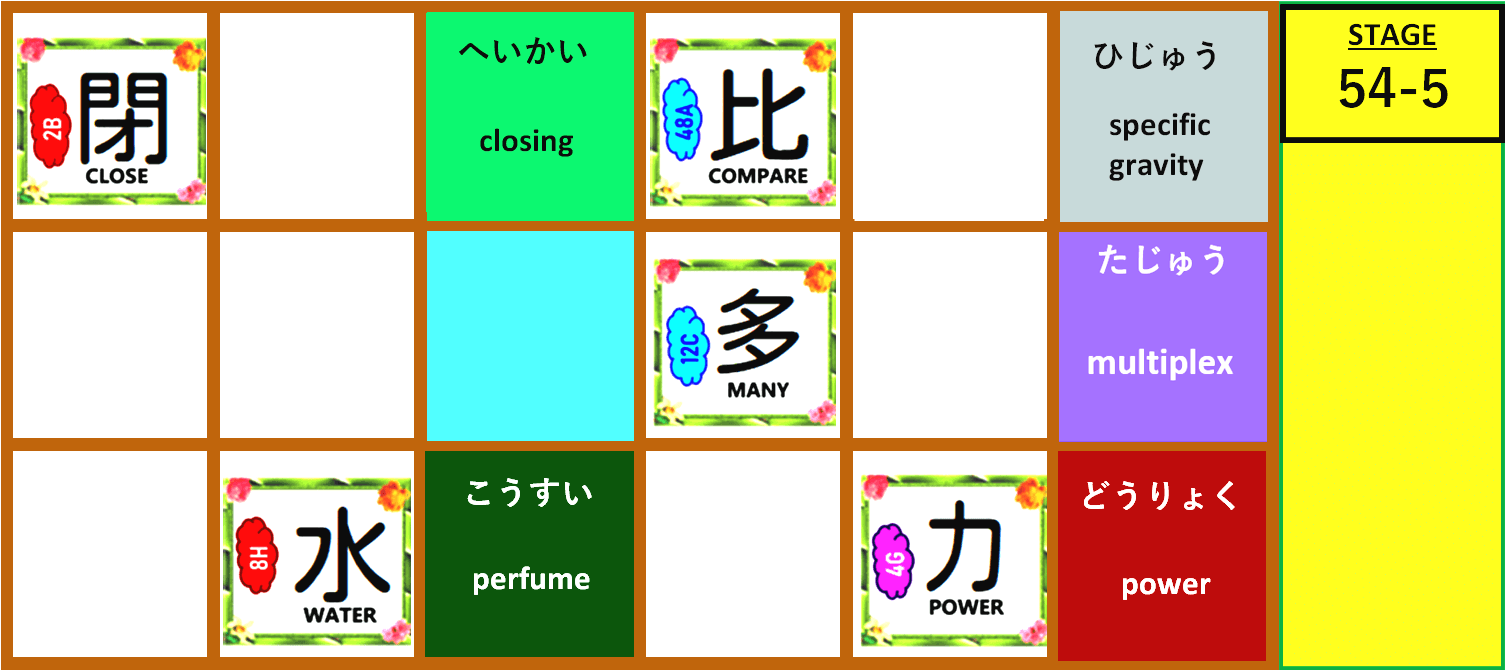 閉
2B
CLOSE
へいかい
closing
比
48A
COMPARE
ひじゅう
specific
gravity
STAGE
54-5
多
12C
MANY
たじゅう
multiplex
水
8H
WATER
こうすい
perfume
力
4G
POWER
どうりょく
power